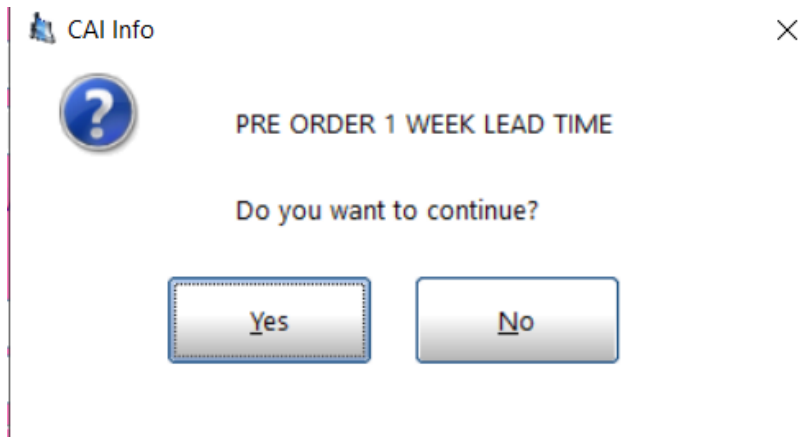 CAI Info
PRE ORDER 1 WEEK LEAD TIME
Do you want to continue?
Yes
No